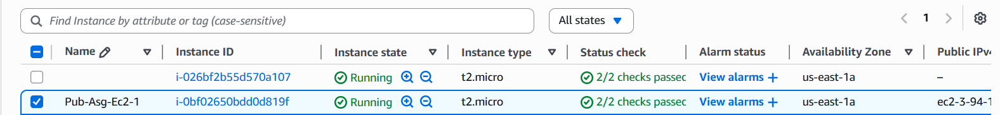 Find Instance by attribute or tag (case-sensitive) All states 1
Name Instance ID Instance state Instance type Status check Alarm status Availability Zone Public IPv4
i-026bf2b55d570a107 Running t2.micro 2/2 checks passed View alarms + us-east-1a –
Pub-Asg-Ec2-1 i-0bf02650bdd0d819f Running t2.micro 2/2 checks passed View alarms + us-east-1a ec2-3-94-1